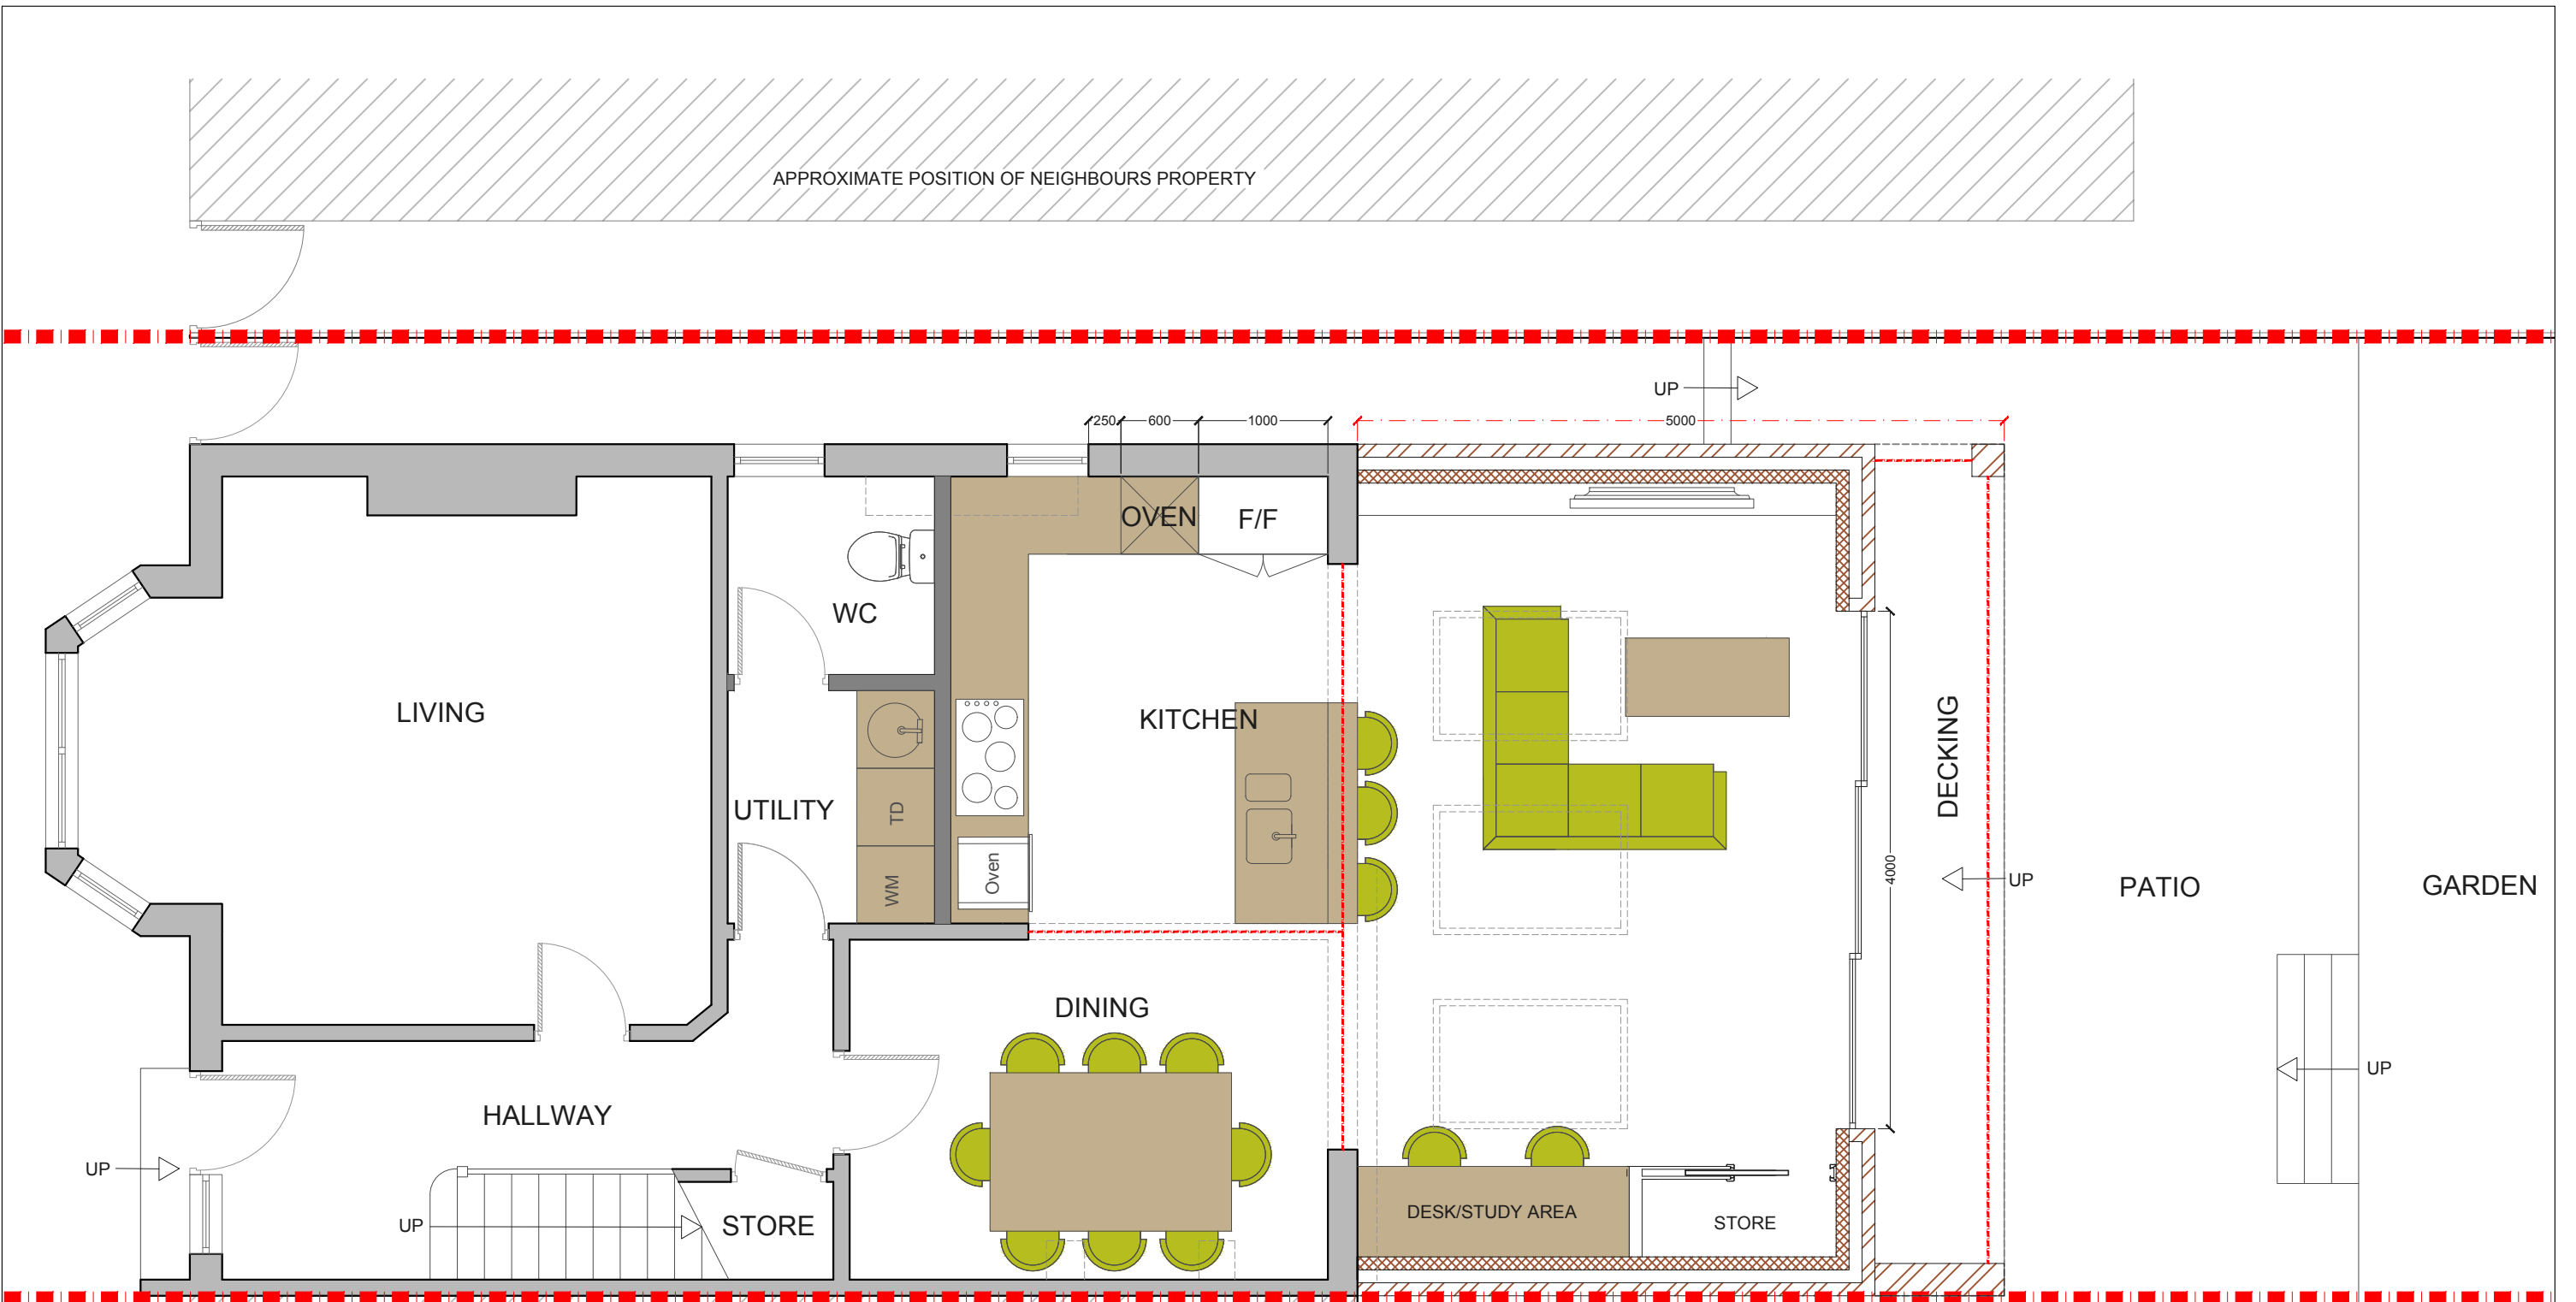 APPROXIMATE POSITION OF NEIGHBOURS PROPERTY
UP
250
600
1000
5000
OVEN
F/F
WC
LIVING
KITCHEN
UTILITY
TD
WM
Oven
4000
DECKING
UP
PATIO
GARDEN
DINING
HALLWAY
UP
UP
UP
STORE
DESK/STUDY AREA
STORE